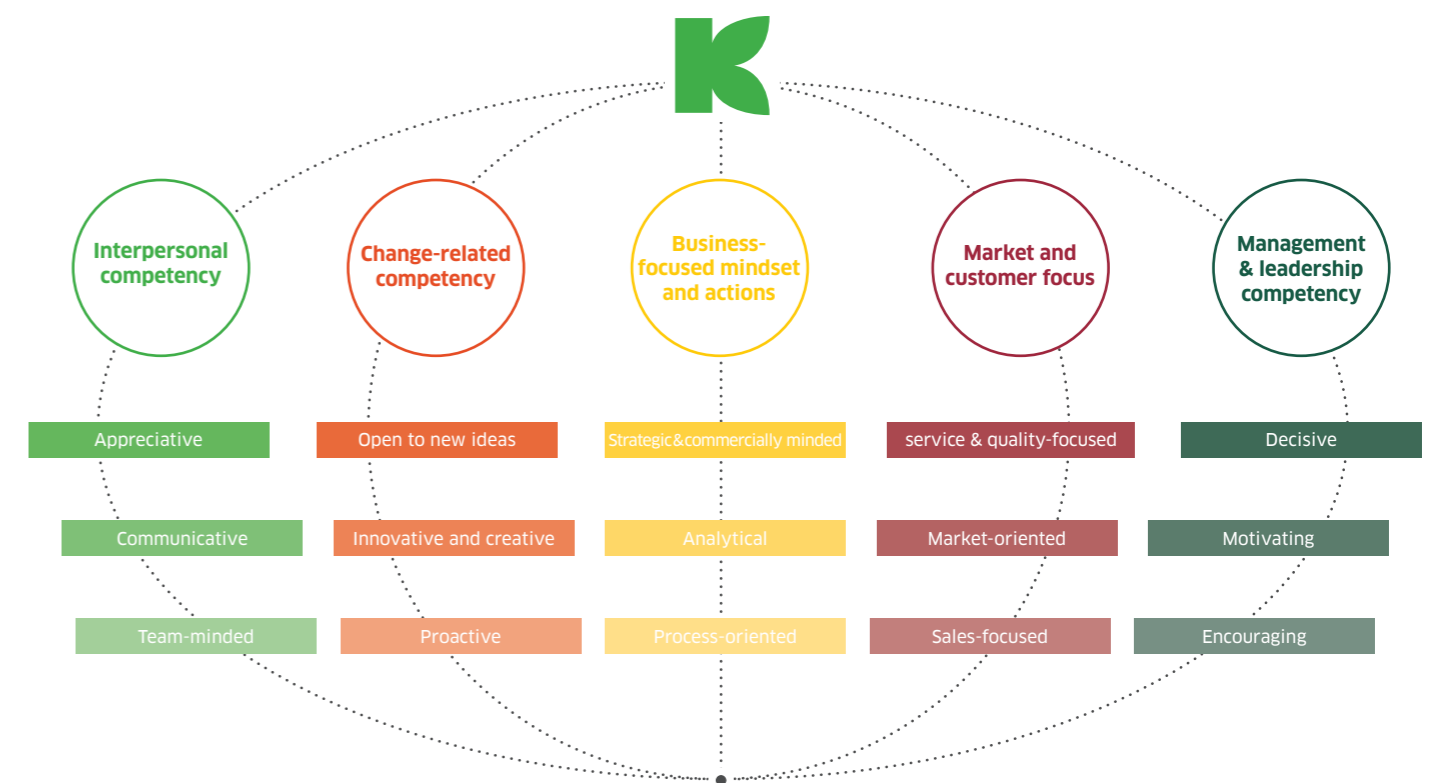 Interpersonal
competency
Change-related
competency
Business-
focused mindset
and actions
Market and
customer focus
Management
& leadership
competency
Appreciative
Open to new ideas
Strategic&commercially minded
service & quality-focused
Decisive
Communicative
Innovative and creative
Analytical
Market-oriented
Motivating
Team-minded
Proactive
Process-oriented
Sales-focused
Encouraging